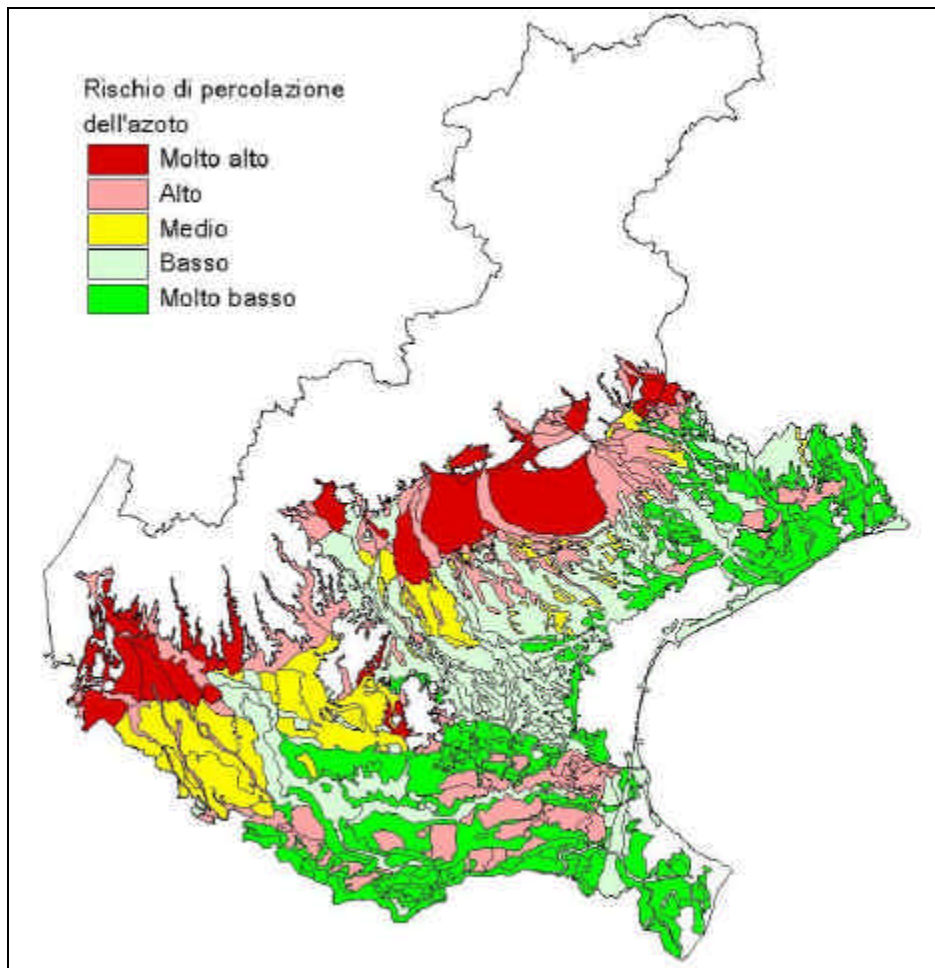 Rischio di percolazione
dell'azoto
Molto alto
Alto
Medio
Basso
Molto basso